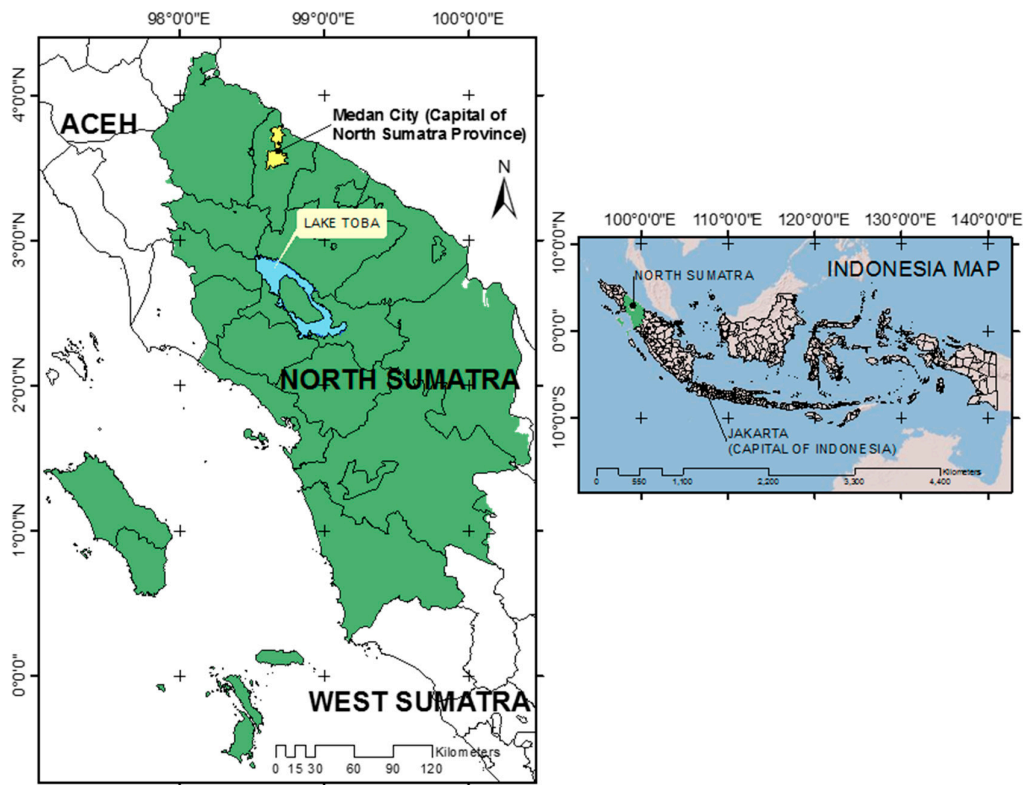 98°0'0"E
99°0'0"E
100°0'0"E
4°0'0"N
3°0'0"N
2°0'0"N
1°0'0"N
0°0'0"
ACEH
Medan City (Capital of
North Sumatra Province)
N
LAKE TOBA
NORTH SUMATRA
WEST SUMATRA
Kilometers
0 15 30 60 90 120
100°0'0"E
110°0'0"E
120°0'0"E
130°0'0"E
140°0'0"E
10°0'0"N
0°0'0"
10°0'0"S
NORTH SUMATRA
INDONESIA MAP
JAKARTA
(CAPITAL OF INDONESIA)
Kilometers
0 550 1,100 2,200 3,300 4,400